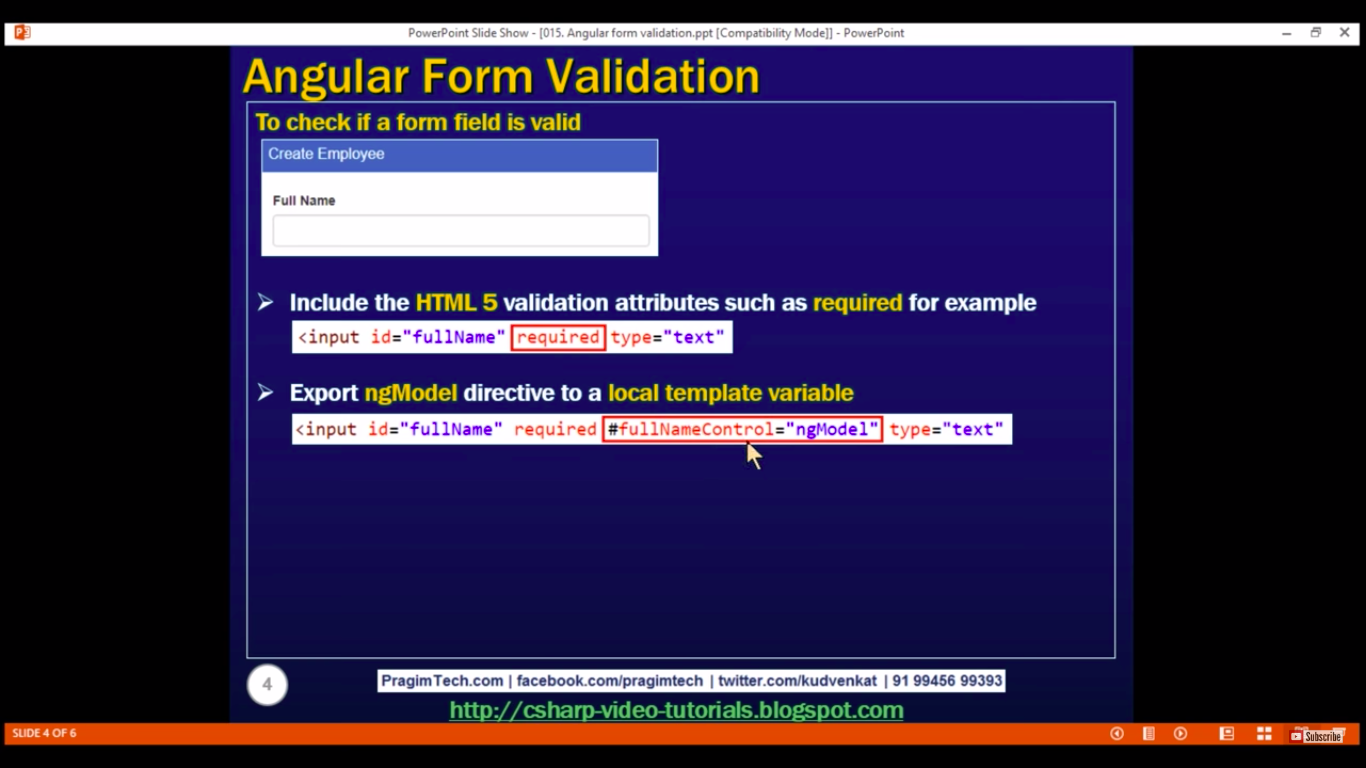 PowerPoint Slide Show - [015. Angular form validation.ppt [Compatibility Mode]] - PowerPoint
Angular Form Validation
To check if a form field is valid
Create Employee
Full Name
Include the HTML 5 validation attributes such as required for example
<input id="fullName" required type="text"
Export ngModel directive to a local template variable
<input id="fullName" required #fullNameControl="ngModel" type="text"
4
PragimTech.com | facebook.com/pragimtech | twitter.com/kudvenkat | 91 99456 99393
http://csharp-video-tutorials.blogspot.com
SLIDE 4 OF 6
Subscribe